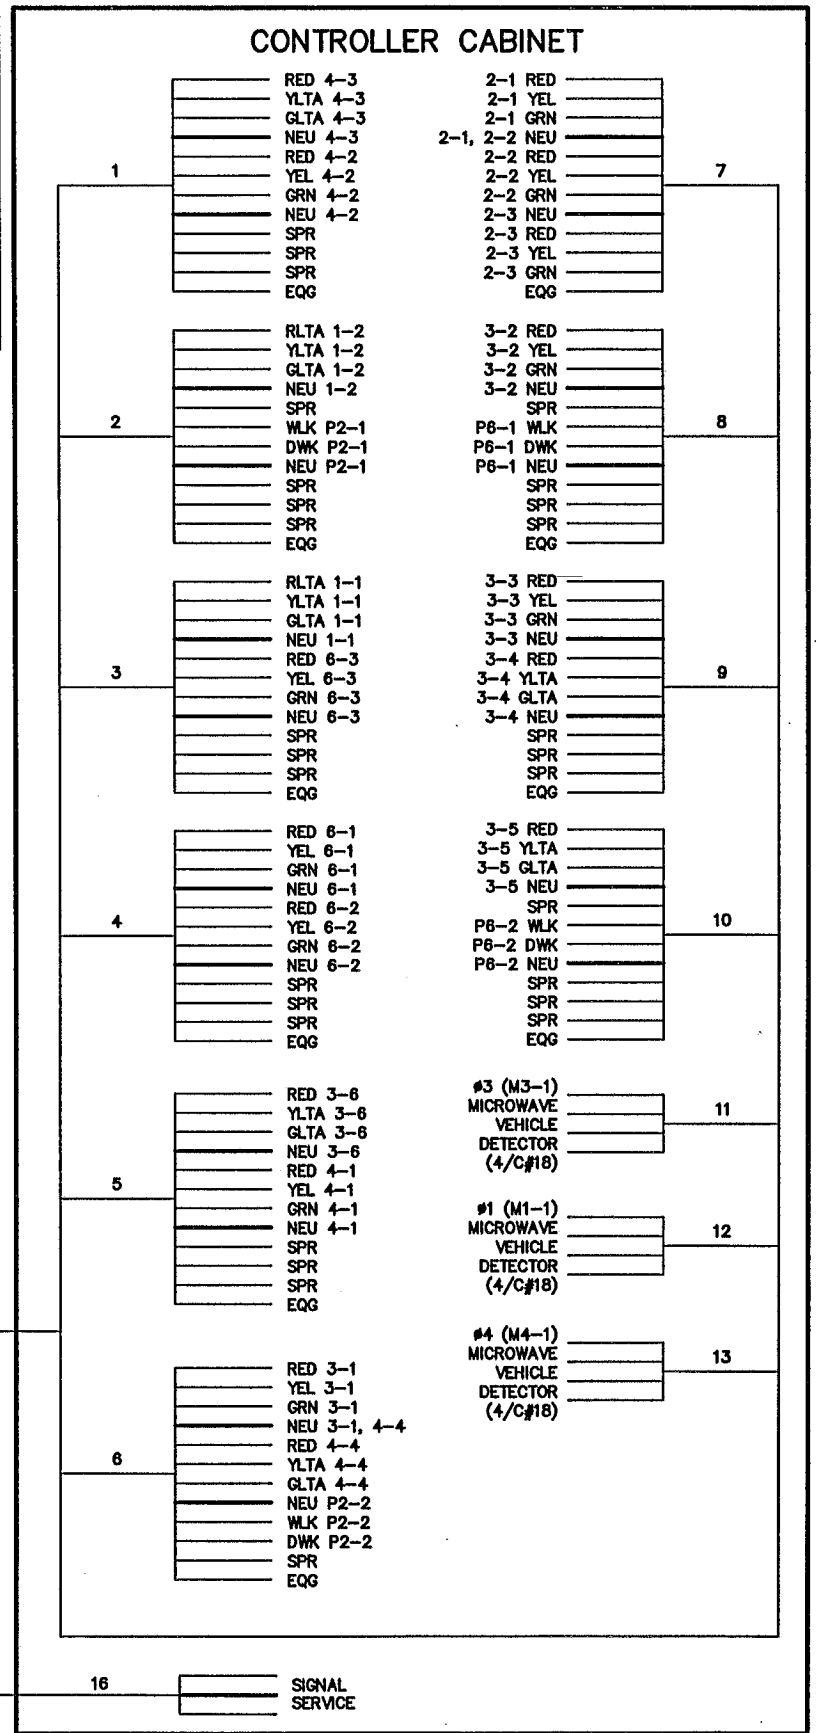 CONTROLLER CABINET
1
RED 4-3
YLTA 4-3
GLTA 4-3
NEU 4-3
RED 4-2
YEL 4-2
GRN 4-2
NEU 4-2
SPR
SPR
SPR
EQG
2
RLTA 1-2
YLTA 1-2
GLTA 1-2
NEU 1-2
SPR
WLK P2-1
DWK P2-1
NEU P2-1
SPR
SPR
SPR
EQG
3
RLTA 1-1
YLTA 1-1
GLTA 1-1
NEU 1-1
RED 6-3
YEL 6-3
GRN 6-3
NEU 6-3
SPR
SPR
SPR
EQG
4
RED 6-1
YEL 6-1
GRN 6-1
NEU 6-1
RED 6-2
YEL 6-2
GRN 6-2
NEU 6-2
SPR
SPR
SPR
EQG
5
RED 3-6
YLTA 3-6
GLTA 3-6
NEU 3-6
RED 4-1
YEL 4-1
GRN 4-1
NEU 4-1
SPR
SPR
SPR
EQG
6
RED 3-1
YEL 3-1
GRN 3-1
NEU 3-1, 4-4
RED 4-4
YLTA 4-4
GLTA 4-4
NEU P2-2
WLK P2-2
DWK P2-2
SPR
EQG
2-1 RED
2-1 YEL
2-1 GRN
2-1, 2-2 NEU
2-2 RED
2-2 YEL
2-2 GRN
2-3 NEU
2-3 RED
2-3 YEL
2-3 GRN
EQG
7
3-2 RED
3-2 YEL
3-2 GRN
3-2 NEU
SPR
P6-1 WLK
P6-1 DWK
P6-1 NEU
SPR
SPR
SPR
EQG
8
3-3 RED
3-3 YEL
3-3 GRN
3-3 NEU
3-4 RED
3-4 YLTA
3-4 GLTA
3-4 NEU
SPR
SPR
SPR
EQG
9
3-5 RED
3-5 YLTA
3-5 GLTA
3-5 NEU
SPR
P6-2 WLK
P6-2 DWK
P6-2 NEU
SPR
SPR
SPR
EQG
10
ø3 (M3-1)
MICROWAVE
VEHICLE
DETECTOR
(4/C#18)
11
ø1 (M1-1)
MICROWAVE
VEHICLE
DETECTOR
(4/C#18)
12
ø4 (M4-1)
MICROWAVE
VEHICLE
DETECTOR
(4/C#18)
13
16
SIGNAL
SERVICE